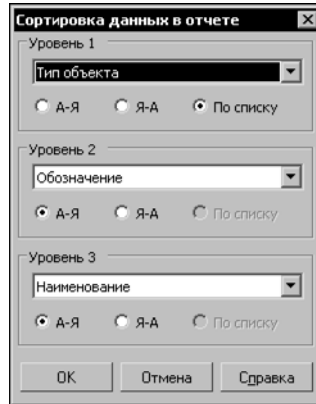 Сортировка данных в отчете
Уровень 1
Тип объекта
А-Я Я-А По списку
Уровень 2
Обозначение
А-Я Я-А По списку
Уровень 3
Наименование
А-Я Я-А По списку
ОК Отмена Справка